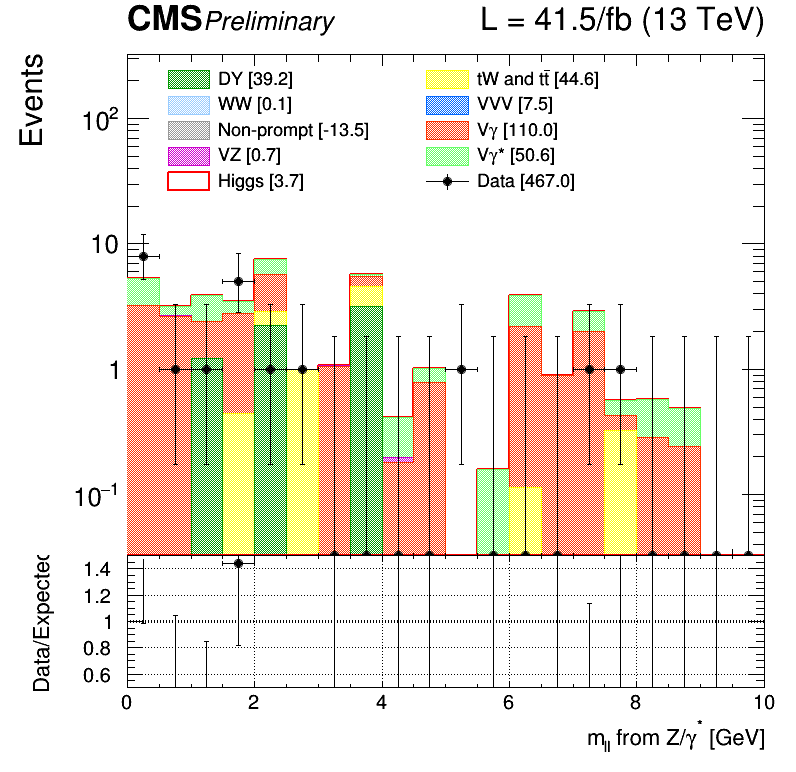 CMS Preliminary L = 41.5/fb (13 TeV)
Events
DY [39.2]
WW [0.1]
Non-prompt [-13.5]
VZ [0.7]
Higgs [3.7]
tW and tt̄ [44.6]
VVV [7.5]
Vγ [110.0]
Vγ* [50.6]
Data [467.0]
10²
10
1
10⁻¹
Data/Expected
1.4
1.2
1
0.8
0.6
0 2 4 6 8 10
m_ll from Z/γ* [GeV]